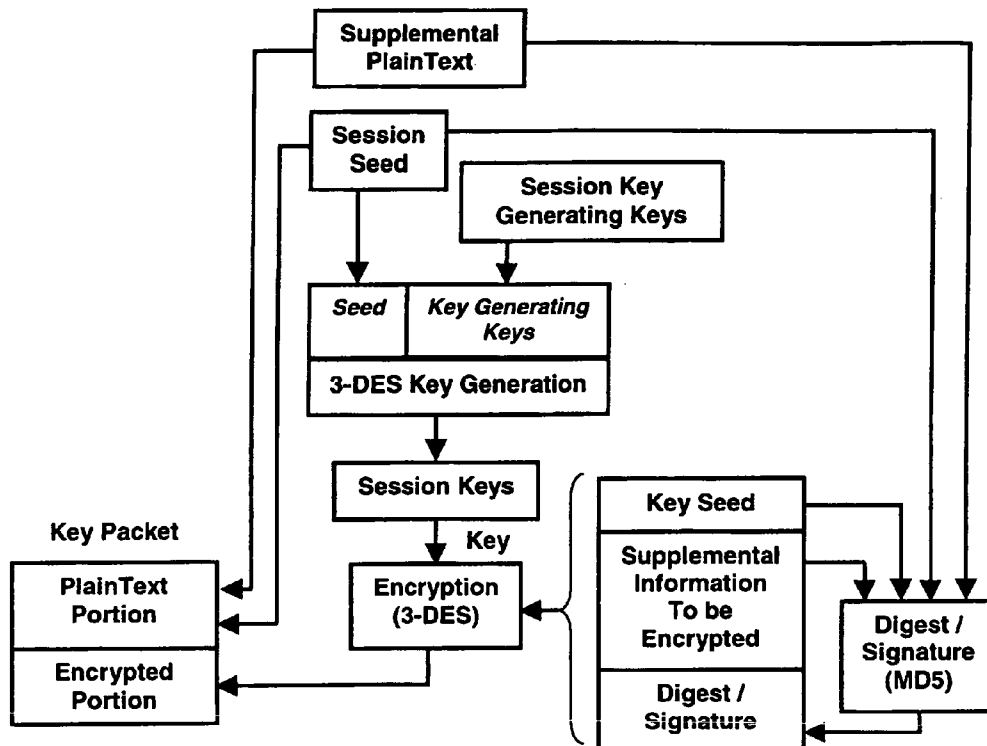 Supplemental
PlainText
Session
Seed
Session Key
Generating Keys
Seed
Key Generating
Keys
3-DES Key Generation
Session Keys
Key
Key Packet
PlainText
Portion
Encrypted
Portion
Encryption
(3-DES)
Key Seed
Supplemental
Information
To be
Encrypted
Digest /
Signature
Digest /
Signature
(MD5)